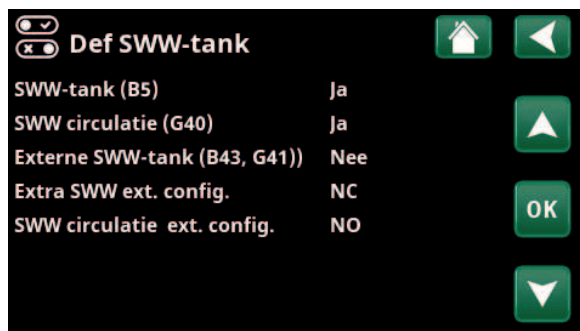 Def SWW-tank
SWW-tank (B5) Ja
SWW circulatie (G40) Ja
Externe SWW-tank (B43, G41)) Nee
Extra SWW ext. config. NC
OK
SWW circulatie ext. config. NO